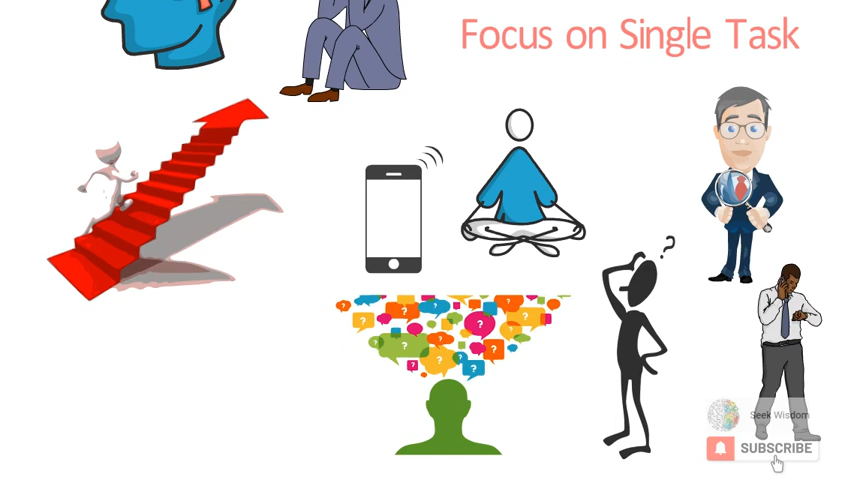 Focus on Single Task
?
? ? ? ? ? ? ? ? ? ? ? ?
Seek Wisdom
SUBSCRIBE